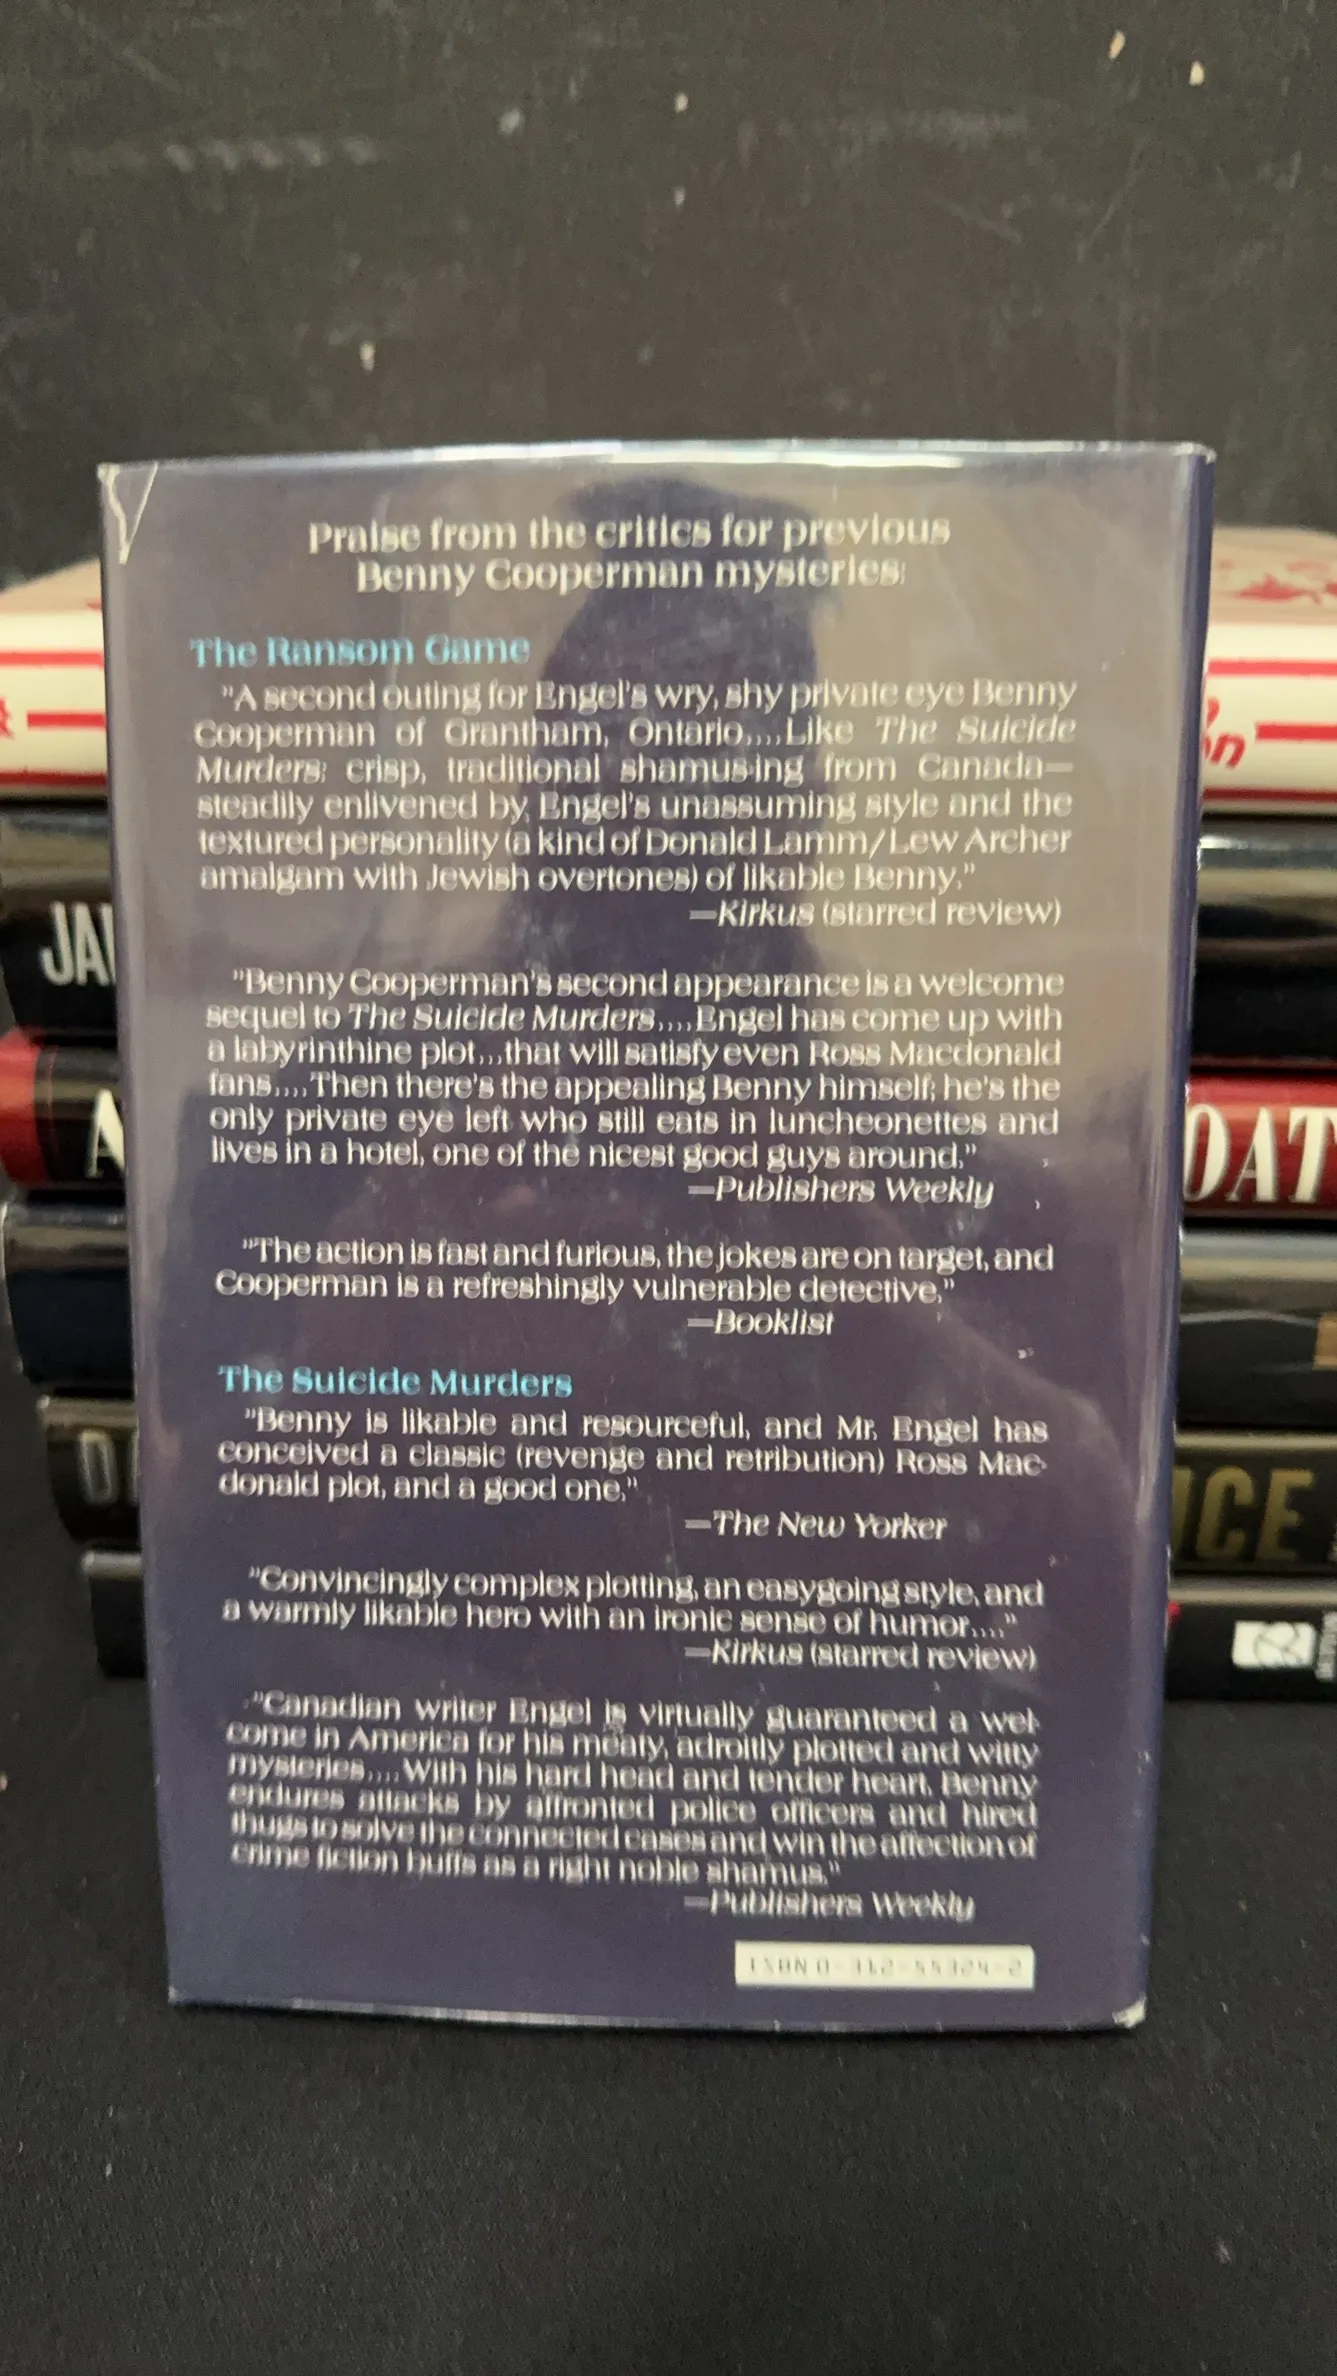 Praise from the critics for previous
Benny Cooperman mysteries:
The Ransom Game
"A second outing for Engel's wry, shy private eye Benny
Cooperman of Grantham, Ontario....Like The Suicide
Murders: crisp, traditional shamus-ing from Canada—
steadily enlivened by Engel's unassuming style and the
textured personality (a kind of Donald Lamm/Lew Archer
amalgam with Jewish overtones) of likable Benny."
—Kirkus (starred review)
"Benny Cooperman's second appearance is a welcome
sequel to The Suicide Murders....Engel has come up with
a labyrinthine plot...that will satisfy even Ross Macdonald
fans....Then there's the appealing Benny himself; he's the
only private eye left who still eats in luncheonettes and
lives in a hotel, one of the nicest good guys around."
—Publishers Weekly
"The action is fast and furious, the jokes are on target, and
Cooperman is a refreshingly vulnerable detective."
—Booklist
The Suicide Murders
"Benny is likable and resourceful, and Mr. Engel has
conceived a classic (revenge and retribution) Ross Mac-
donald plot, and a good one."
—The New Yorker
"Convincingly complex plotting, an easygoing style, and
a warmly likable hero with an ironic sense of humor...."
—Kirkus (starred review)
"Canadian writer Engel is virtually guaranteed a wel-
come in America for his meaty, adroitly plotted and witty
mysteries....With his hard head and tender heart, Benny
endures attacks by affronted police officers and hired
thugs to solve the connected cases and win the affection of
crime fiction buffs as a right noble shamus."
—Publishers Weekly
ISBN 0-312-55324-2
JA
A
OAT
D
ICE
on